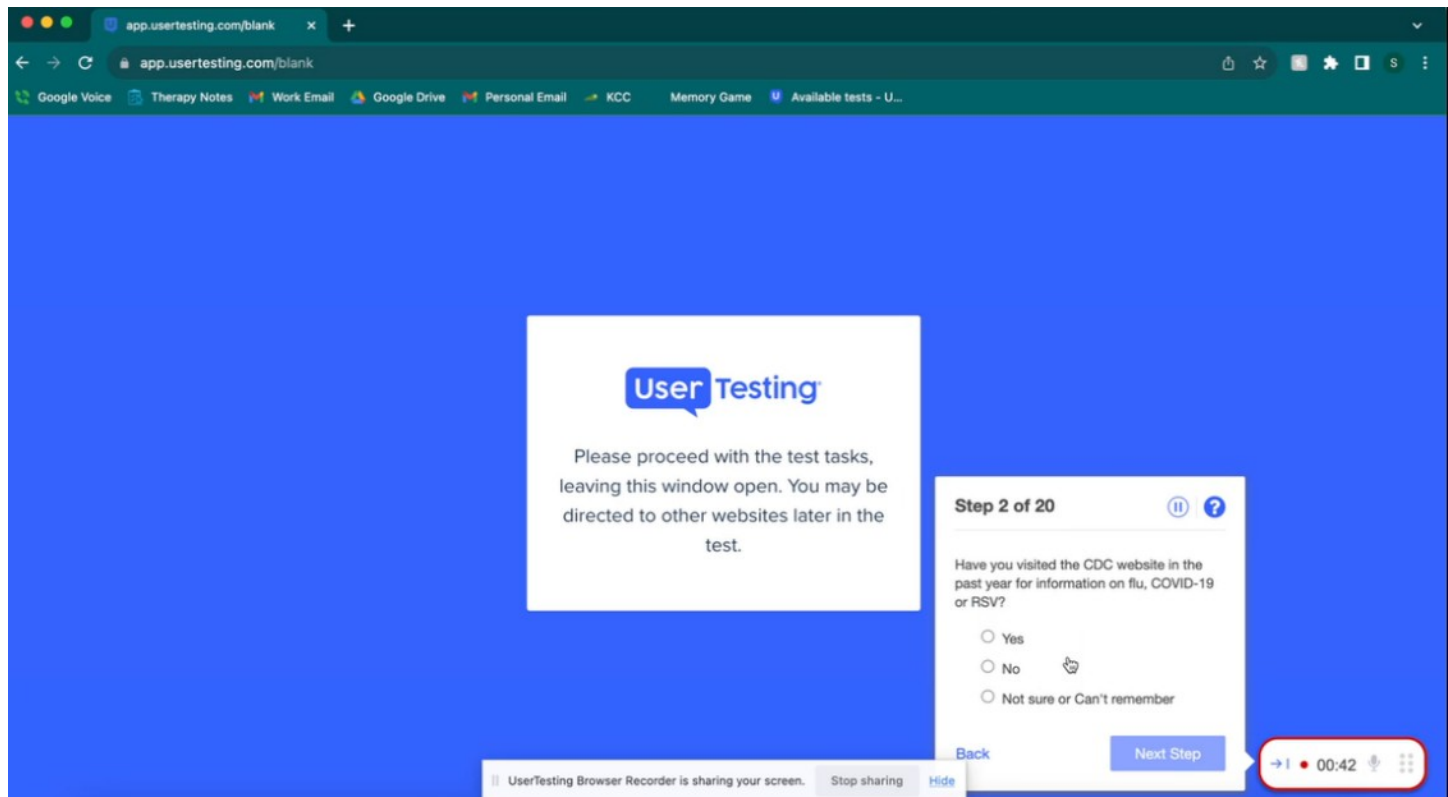 app.usertesting.com/blank
app.usertesting.com/blank
S
Google Voice Therapy Notes Work Email Google Drive Personal Email KCC Memory Game Available tests - U...
User Testing
Please proceed with the test tasks,
leaving this window open. You may be
directed to other websites later in the
test.
Step 2 of 20
Have you visited the CDC website in the
past year for information on flu, COVID-19
or RSV?
Yes
No
Not sure or Can't remember
Back Next Step
00:42
UserTesting Browser Recorder is sharing your screen. Stop sharing Hide